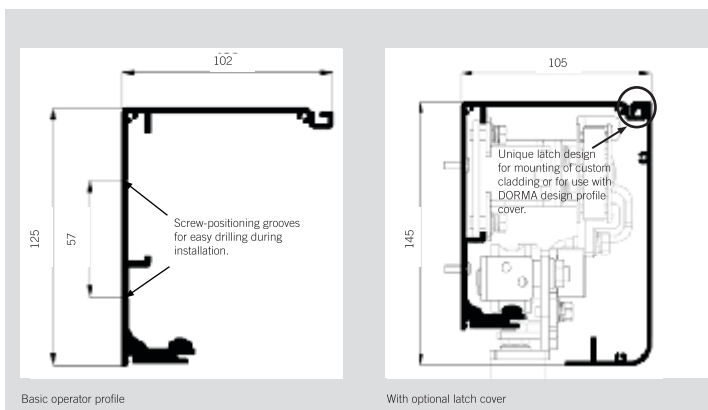 102
125
57
Screw-positioning grooves
for easy drilling during
installation.
Basic operator profile
105
145
Unique latch design
for mounting of custom
cladding or for use with
DORMA design profile
cover.
With optional latch cover